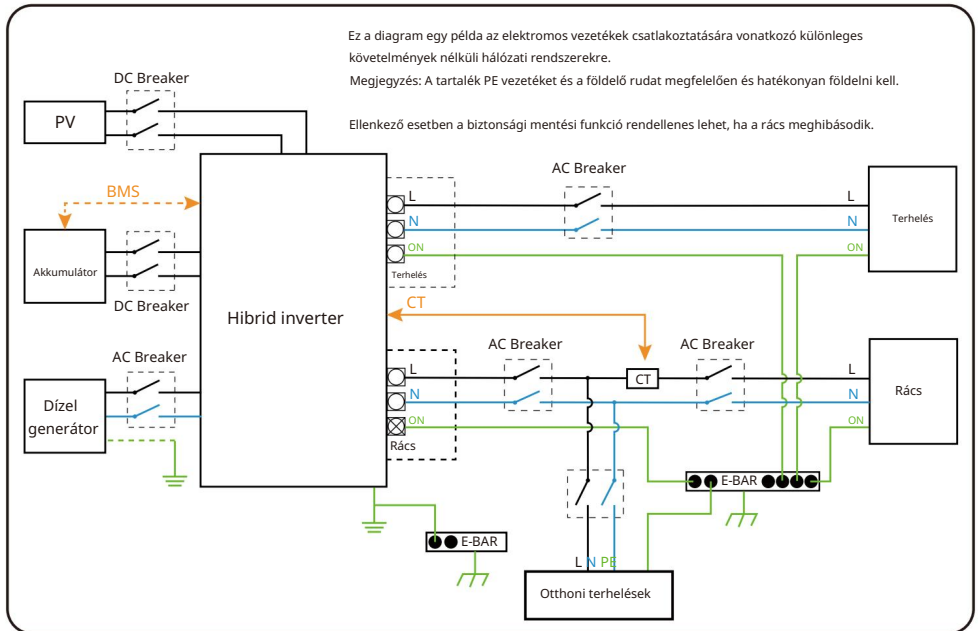 Ez a diagram egy példa az elektromos vezetékek csatlakoztatására vonatkozó különleges
követelmények nélküli hálózati rendszerekre.
Megjegyzés: A tartalék PE vezetéket és a földelő rudat megfelelően és hatékonyan földelni kell.
Ellenkező esetben a biztonsági mentési funkció rendellenes lehet, ha a rács meghibásodik.
DC Breaker
PV
BMS
Akkumulátor
DC Breaker
AC Breaker
Dízel
generátor
Hibrid inverter
L
N
ON
Terhelés
AC Breaker
L
N
ON
Terhelés
CT
AC Breaker
AC Breaker
L
N
ON
Rács
CT
L
N
ON
Rács
E-BAR
E-BAR
L N PE
Otthoni terhelések